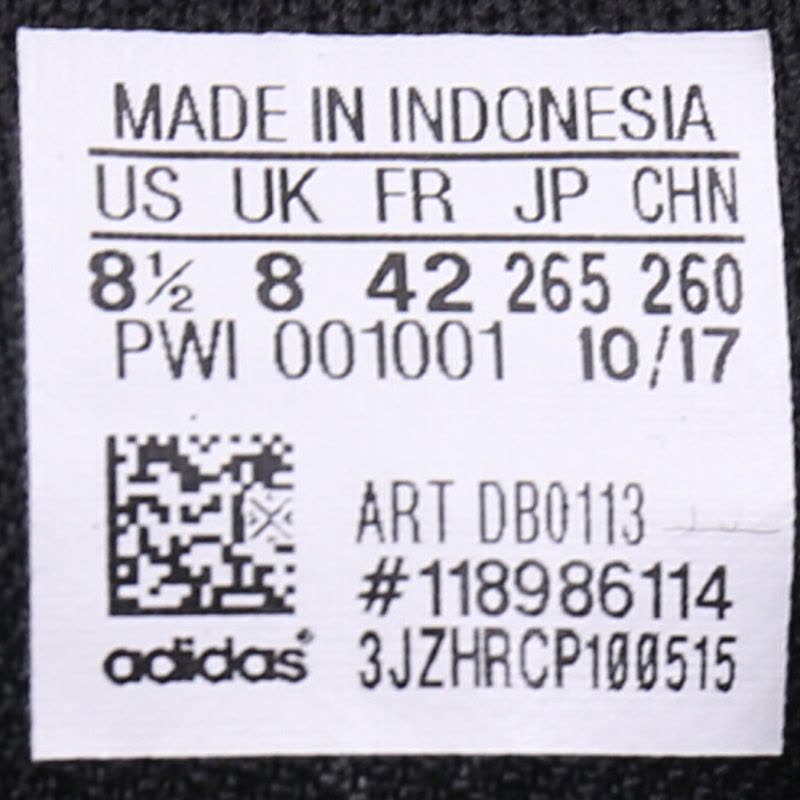 MADE IN INDONESIA
US UK FR JP CHN
8½ 8 42 265 260
PWI 001001 10/17
ART DB0113
#118986114
adidas® 3JZHRCP100515